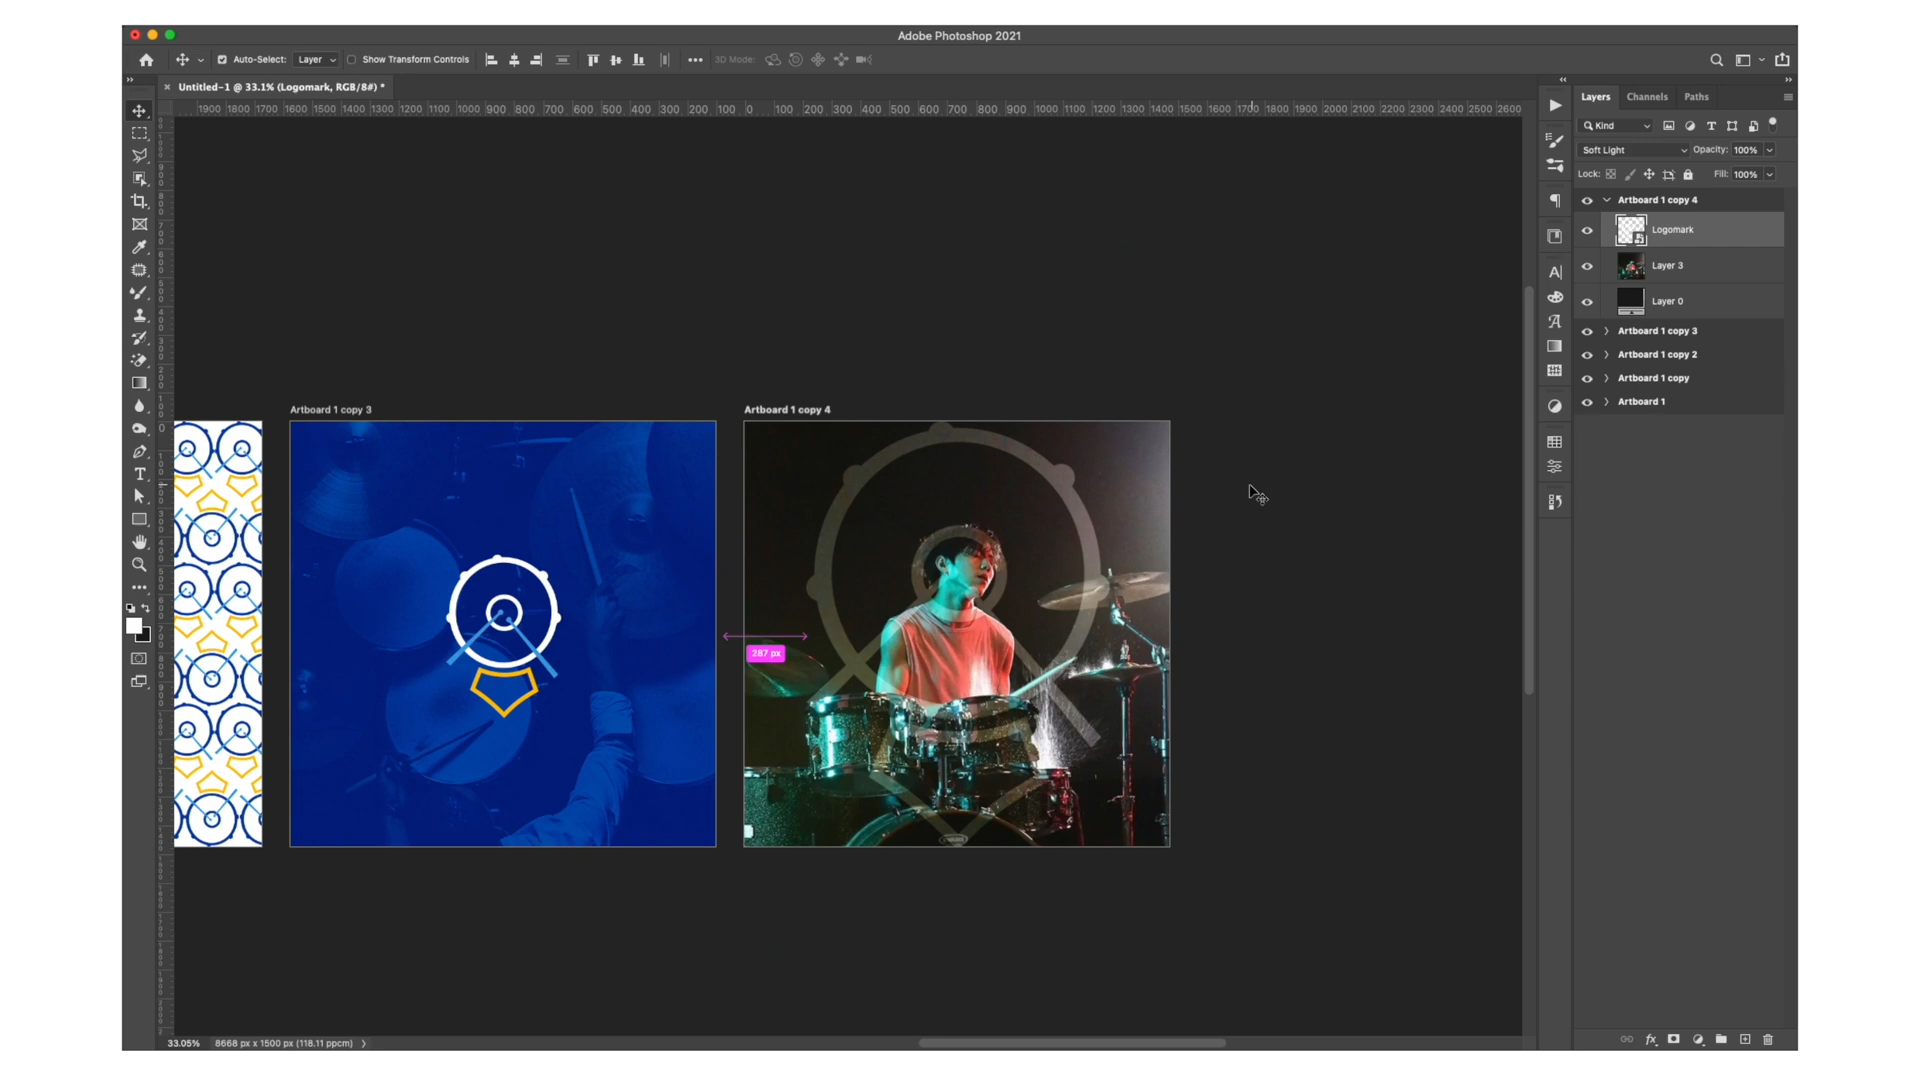 Adobe Photoshop 2021
Auto-Select: Layer Show Transform Controls 3D Mode:
Untitled-1 @ 33.1% (Logomark, RGB/8#) *
1900 1800 1700 1600 1500 1400 1300 1200 1100 1000 900 800 700 600 500 400 300 200 100 0 100 200 300 400 500 600 700 800 900 1000 1100 1200 1300 1400 1500 1600 1700 1800 1900 2000 2100 2200 2300 2400 2500 2600
Layers Channels Paths
Kind
Soft Light Opacity: 100%
Lock: Fill: 100%
Artboard 1 copy 4
Logomark
Layer 3
Layer 0
Artboard 1 copy 3
Artboard 1 copy 2
Artboard 1 copy
Artboard 1
Artboard 1 copy 3
Artboard 1 copy 4
287 px
33.05% 8668 px x 1500 px (118.11 ppcm)